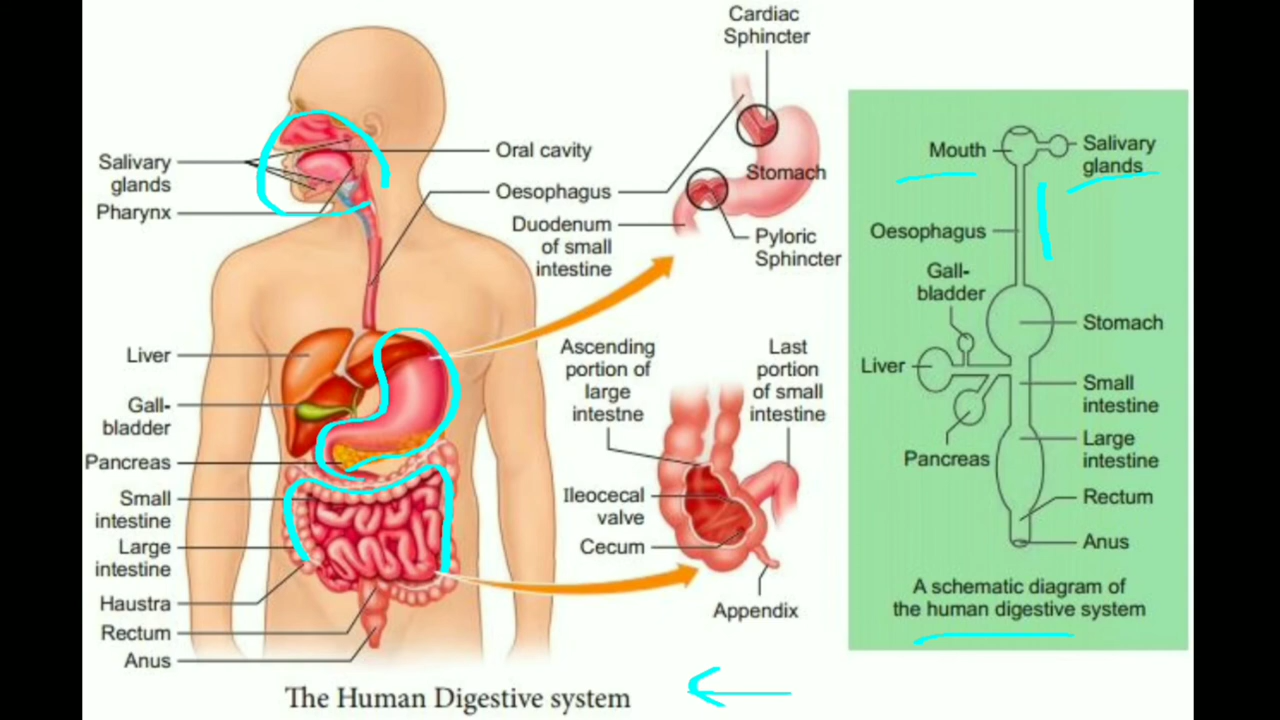 Cardiac
Sphincter
Salivary
glands
Pharynx
Oral cavity
Oesophagus
Stomach
Duodenum
of small
intestine
Pyloric
Sphincter
Liver
Gall-
bladder
Pancreas
Small
intestine
Large
intestine
Haustra
Rectum
Anus
Ascending
portion of
large
intestne
Last
portion
of small
intestine
Ileocecal
valve
Cecum
Appendix
The Human Digestive system
Mouth
Salivary
glands
Oesophagus
Gall-
bladder
Stomach
Liver
Small
intestine
Pancreas
Large
intestine
Rectum
Anus
A schematic diagram of
the human digestive system